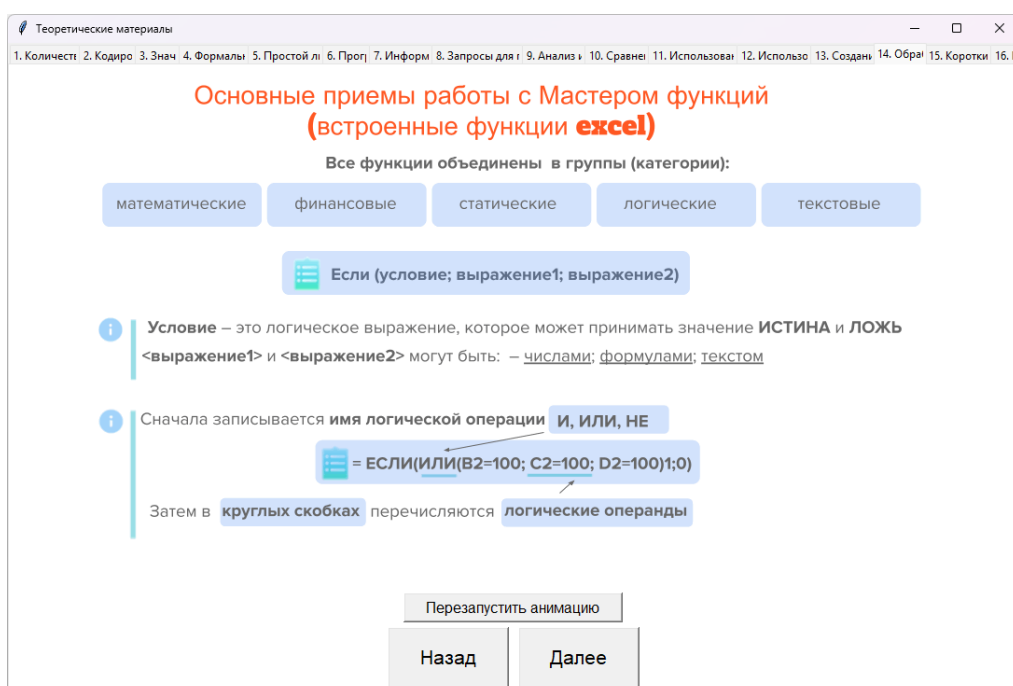 Теоретические материалы
1. Количесте 2. Кодиро 3. Знач 4. Формальн 5. Простой ли 6. Прогр 7. Информ 8. Запросы для 9. Анализ и 10. Сравне 11. Использован 12. Использо 13. Создани 14. Обра 15. Коротки 16.
Основные приемы работы с Мастером функций
(встроенные функции excel)
Все функции объединены в группы (категории):
математические финансовые статические логические текстовые
Если (условие; выражение1; выражение2)
Условие – это логическое выражение, которое может принимать значение ИСТИНА и ЛОЖЬ
<выражение1> и <выражение2> могут быть: – числами; формулами; текстом
Сначала записывается имя логической операции И, ИЛИ, НЕ
= ЕСЛИ(ИЛИ(B2=100; C2=100; D2=100)1;0)
Затем в круглых скобках перечисляются логические операнды
Перезапустить анимацию
Назад Далее